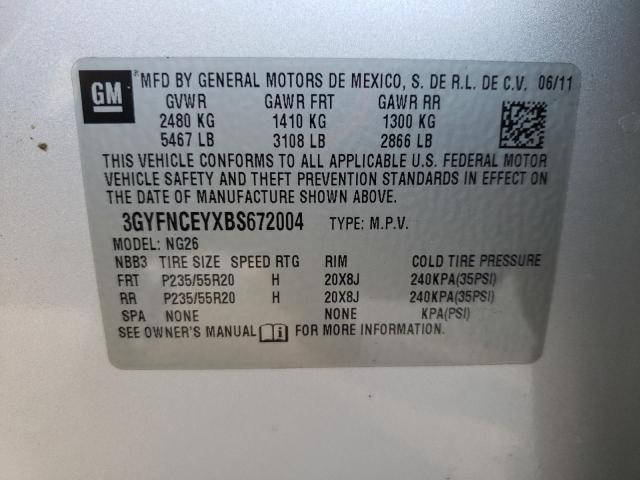 GM
MFD BY GENERAL MOTORS DE MEXICO, S. DE R.L. DE C.V. 06/11
GVWR GAWR FRT GAWR RR
2480 KG 1410 KG 1300 KG
5467 LB 3108 LB 2866 LB
THIS VEHICLE CONFORMS TO ALL APPLICABLE U.S. FEDERAL MOTOR
VEHICLE SAFETY AND THEFT PREVENTION STANDARDS IN EFFECT ON
THE DATE OF MANUFACTURE SHOWN ABOVE.
3GYFNCEYXBS672004 TYPE: M.P.V.
MODEL: NG26
NBB3 TIRE SIZE SPEED RTG RIM COLD TIRE PRESSURE
FRT P235/55R20 H 20X8J 240KPA(35PSI)
RR P235/55R20 H 20X8J 240KPA(35PSI)
SPA NONE NONE KPA(PSI)
SEE OWNER'S MANUAL FOR MORE INFORMATION.